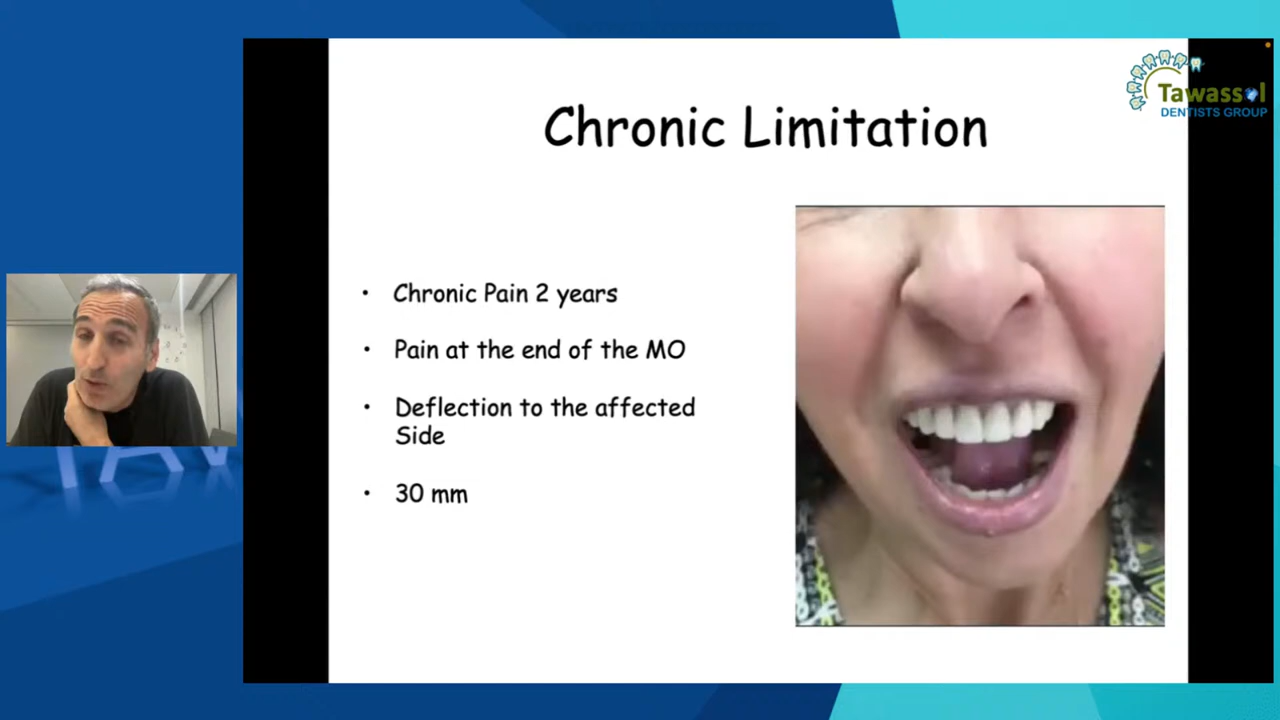 Tawassol
DENTISTS GROUP
Chronic Limitation
• Chronic Pain 2 years
• Pain at the end of the MO
• Deflection to the affected
Side
• 30 mm